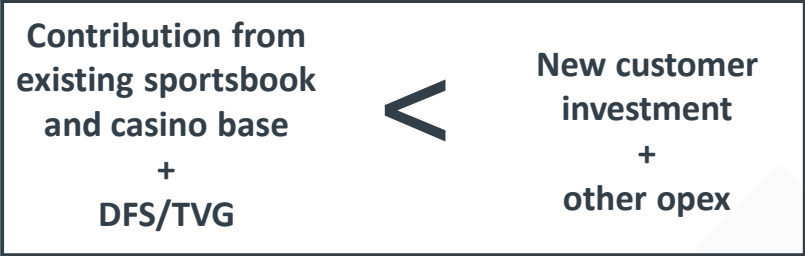 Contribution from
existing sportsbook
and casino base
+
DFS/TVG
<
New customer
investment
+
other opex